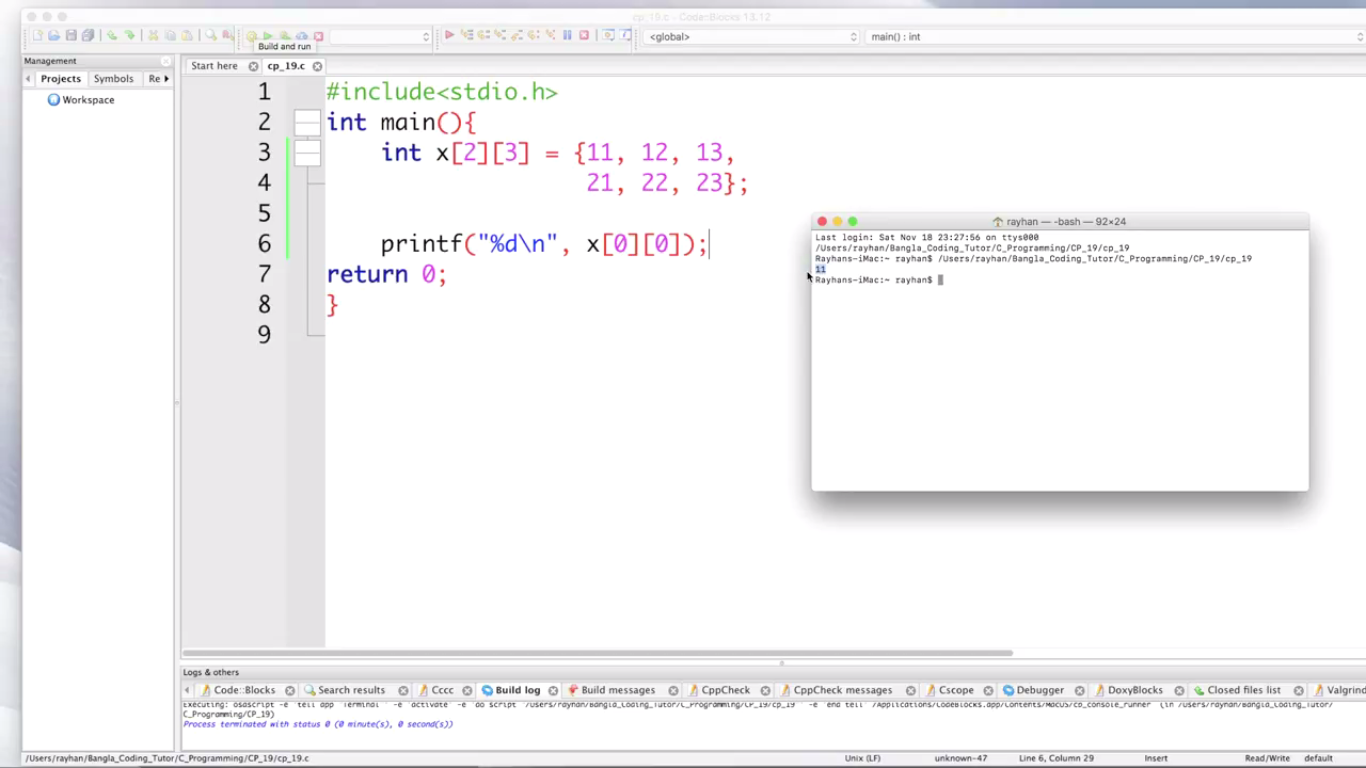 cp_19.c - Code::Blocks 13.12
<global>
main() : int
Build and run
Management
Start here
cp_19.c
Projects
Symbols
Re
Workspace
1 #include<stdio.h>
2 int main(){
3 int x[2][3] = {11, 12, 13,
4 21, 22, 23};
5
6 printf("%d\n", x[0][0]);
7 return 0;
8 }
9
rayhan — -bash — 92×24
Last login: Sat Nov 18 23:27:56 on ttys000
/Users/rayhan/Bangla_Coding_Tutor/C_Programming/CP_19/cp_19
Rayhans-iMac:~ rayhan$ /Users/rayhan/Bangla_Coding_Tutor/C_Programming/CP_19/cp_19
11
Rayhans-iMac:~ rayhan$
Logs & others
Code::Blocks
Search results
Cccc
Build log
Build messages
CppCheck
CppCheck messages
Cscope
Debugger
DoxyBlocks
Closed files list
Valgrind
Executing: osascript -e 'tell app "Terminal"' -e 'activate' -e 'do script "/Users/rayhan/Bangla_Coding_Tutor/C_Programming/CP_19/cp_19 "' -e 'end tell' /Applications/CodeBlocks.app/Contents/MacOS/cb_console_runner (in /Users/rayhan/Bangla_Coding_Tutor/
C_Programming/CP_19)
Process terminated with status 0 (0 minute(s), 0 second(s))
/Users/rayhan/Bangla_Coding_Tutor/C_Programming/CP_19/cp_19.c
Unix (LF)
unknown-47
Line 6, Column 29
Insert
Read/Write
default